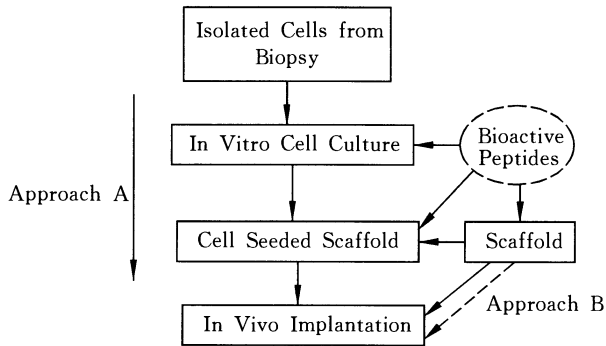 Isolated Cells from
Biopsy
In Vitro Cell Culture
Bioactive
Peptides
Approach A
Cell Seeded Scaffold
Scaffold
In Vivo Implantation
Approach B